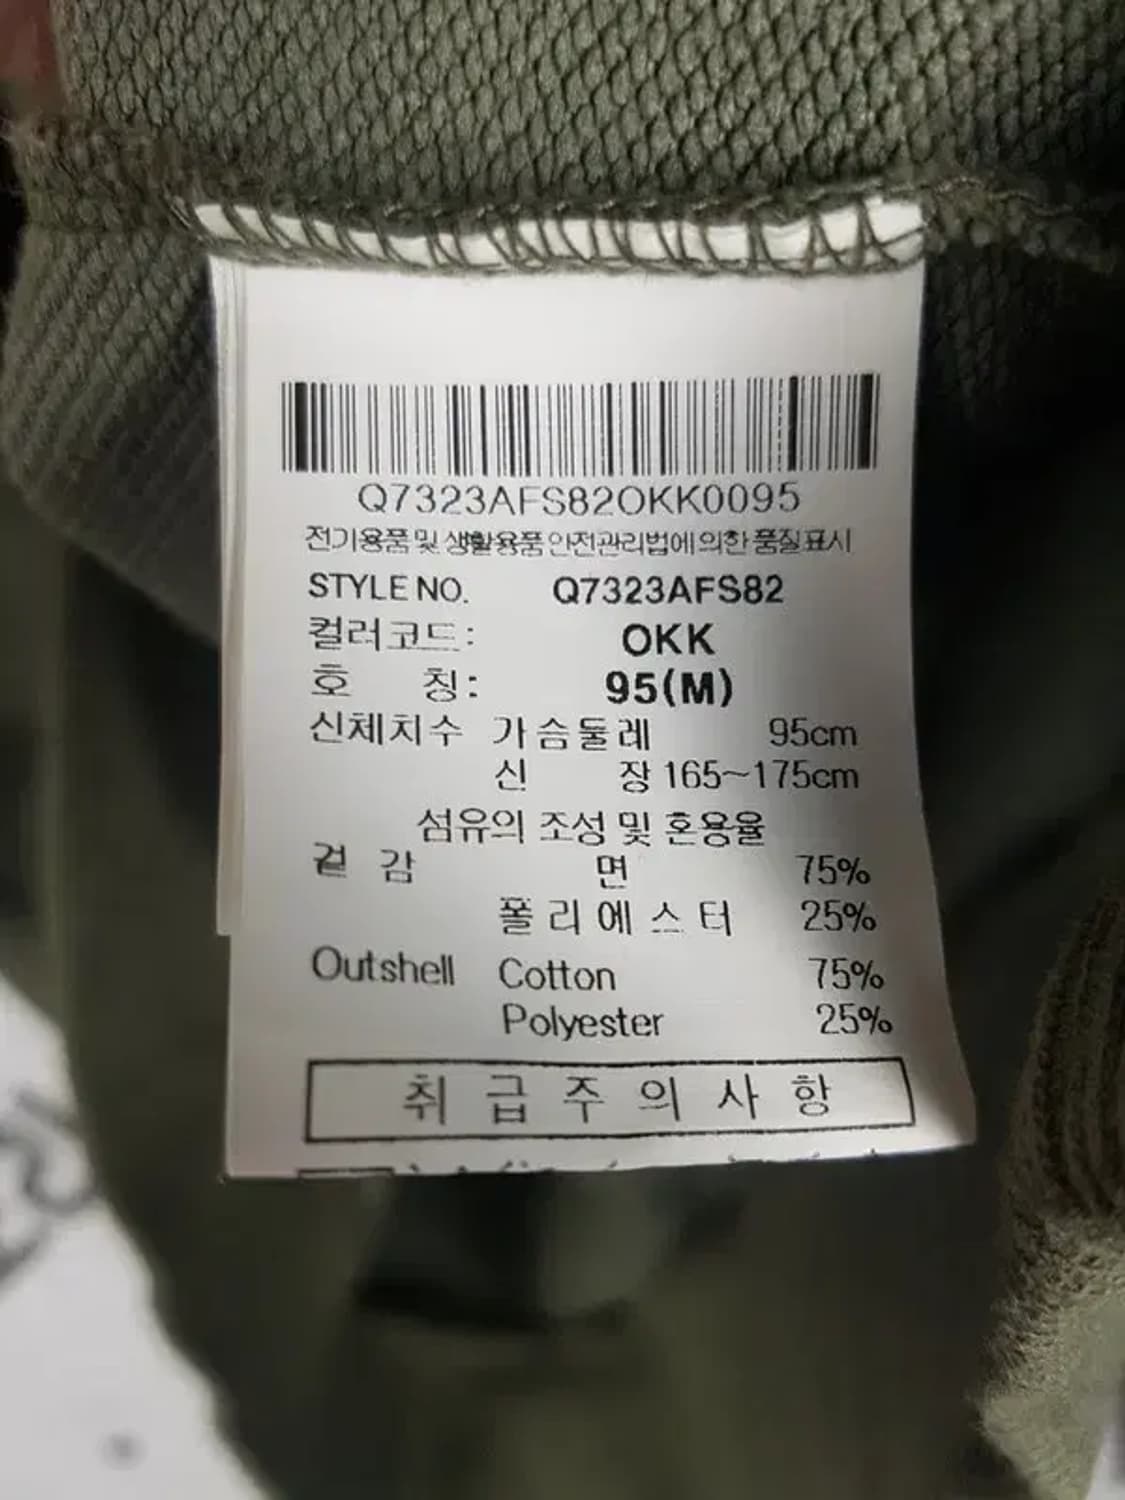 Q7323AFS82OKK0095
전기용품 및 생활용품 안전관리법에 의한 품질표시
STYLE NO. Q7323AFS82
컬러코드: OKK
호 칭: 95(M)
신체치수 가슴둘레 95cm
신 장 165~175cm
섬유의 조성 및 혼용율
겉 감 면 75%
폴리에스터 25%
Outshell Cotton 75%
Polyester 25%
취급주의사항